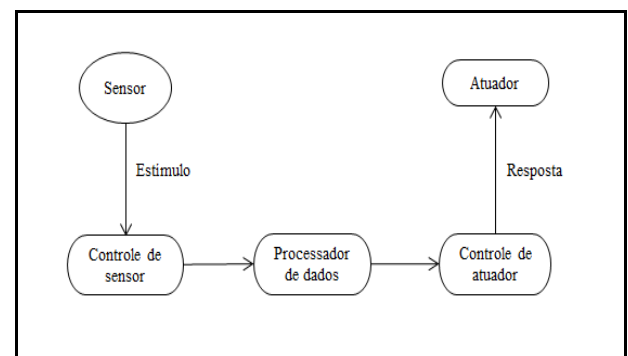 Sensor
Atuador
Estimulo
Resposta
Controle de
sensor
Processador
de dados
Controle de
atuador